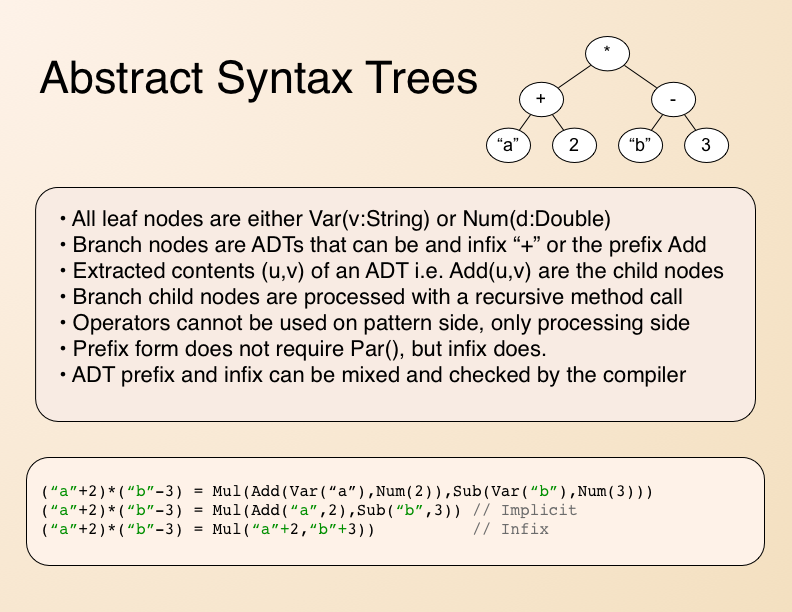 Abstract Syntax Trees
*
+ -
“a” 2 “b” 3
• All leaf nodes are either Var(v:String) or Num(d:Double)
• Branch nodes are ADTs that can be and infix “+” or the prefix Add
• Extracted contents (u,v) of an ADT i.e. Add(u,v) are the child nodes
• Branch child nodes are processed with a recursive method call
• Operators cannot be used on pattern side, only processing side
• Prefix form does not require Par(), but infix does.
• ADT prefix and infix can be mixed and checked by the compiler
(“a”+2)*(“b”-3) = Mul(Add(Var(“a”),Num(2)),Sub(Var(“b”),Num(3)))
(“a”+2)*(“b”-3) = Mul(Add(“a”,2),Sub(“b”,3)) // Implicit
(“a”+2)*(“b”-3) = Mul(“a”+2,“b”+3)) // Infix